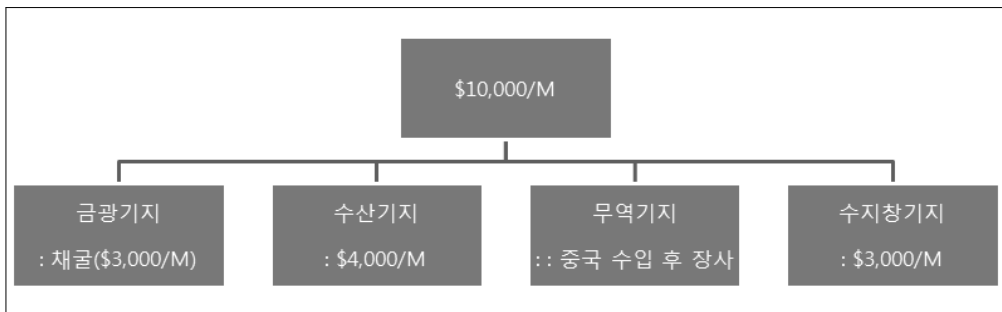 $10,000/M
금광기지
: 채굴($3,000/M)
수산기지
: $4,000/M
무역기지
: : 중국 수입 후 장사
수지창기지
: $3,000/M